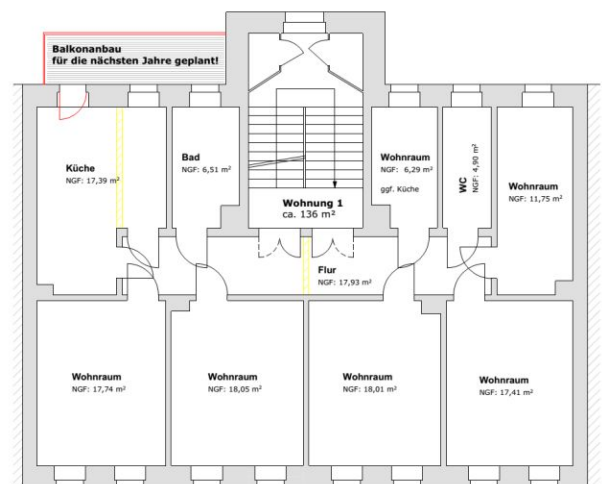 Balkonanbau
für die nächsten Jahre geplant!
Küche
NGF: 17,39 m²
Bad
NGF: 6,51 m²
Wohnung 1
ca. 136 m²
Wohnraum
NGF: 6,29 m²
ggf. Küche
WC
NGF: 4,90 m²
Wohnraum
NGF: 11,75 m²
Flur
NGF: 17,93 m²
Wohnraum
NGF: 17,74 m²
Wohnraum
NGF: 18,05 m²
Wohnraum
NGF: 18,01 m²
Wohnraum
NGF: 17,41 m²